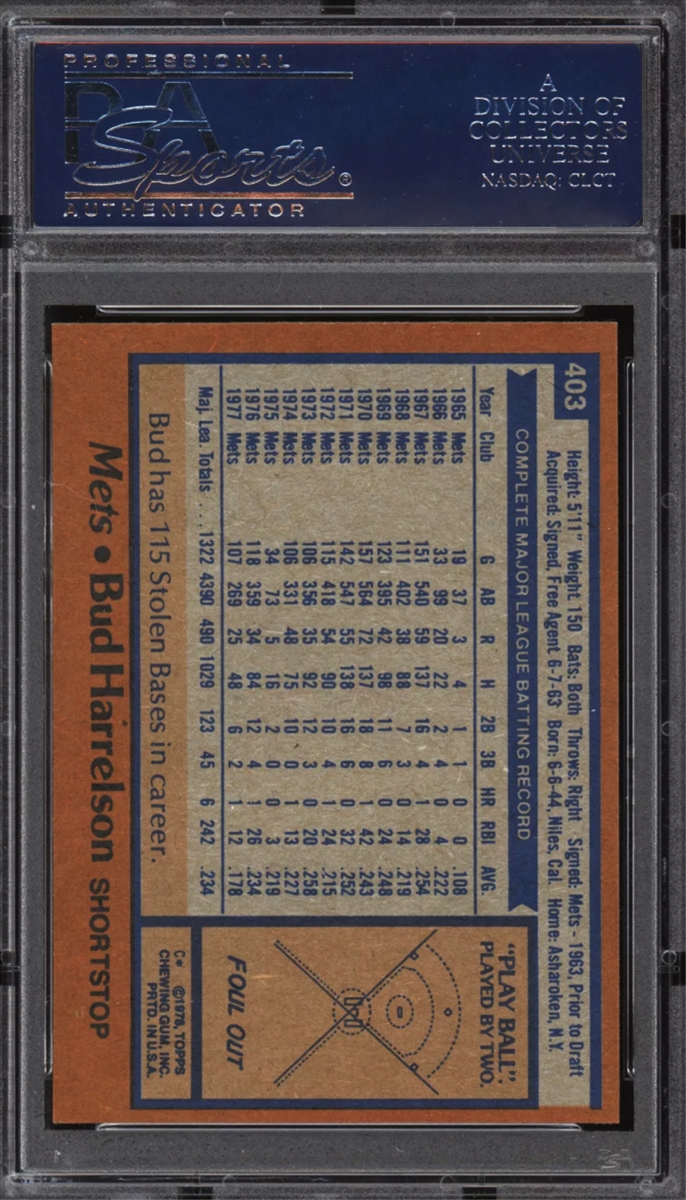 PROFESSIONAL
PSA
Sports®
AUTHENTICATOR
A
DIVISION OF
COLLECTORS
UNIVERSE
NASDAQ: CLCT
403
Height: 5'11" Weight: 150 Bats: Both Throws: Right Signed: Mets - 1963, Prior to Draft
Acquired: Signed, Free Agent 6-7-63 Born: 6-6-44, Niles, Cal. Home: Asharoken, N.Y.
COMPLETE MAJOR LEAGUE BATTING RECORD
Year Club G AB R H 2B 3B HR RBI AVG.
1965 Mets 19 37 3 4 1 1 0 0 .108
1966 Mets 33 99 20 22 2 4 0 4 .222
1967 Mets 151 540 59 137 16 4 1 28 .254
1968 Mets 111 402 38 88 7 3 0 14 .219
1969 Mets 123 395 42 98 11 6 0 24 .248
1970 Mets 157 564 72 137 18 8 1 42 .243
1971 Mets 142 547 55 138 16 6 0 32 .252
1972 Mets 115 418 54 90 10 4 1 24 .215
1973 Mets 106 356 35 92 12 3 0 20 .258
1974 Mets 106 331 48 75 10 0 1 13 .227
1975 Mets 34 73 5 16 2 0 0 3 .219
1976 Mets 118 359 34 84 12 4 1 26 .234
1977 Mets 107 269 25 48 6 2 1 12 .178
Maj. Lea. Totals ... 1322 4390 490 1029 123 45 6 242 .234
Bud has 115 Stolen Bases in career.
Mets • Bud Harrelson SHORTSTOP
"PLAY BALL".
PLAYED BY TWO.
FOUL OUT
C* ©1978, TOPPS
CHEWING GUM, INC.
PRTD. IN U.S.A.
PSA